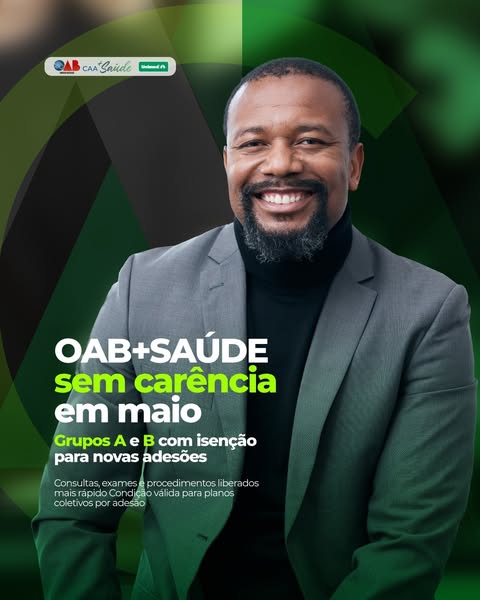 OAB CAA+Saúde Unimed
OAB+SAÚDE
sem carência
em maio
Grupos A e B com isenção
para novas adesões
Consultas, exames e procedimentos liberados
mais rápido Condição válida para planos
coletivos por adesão